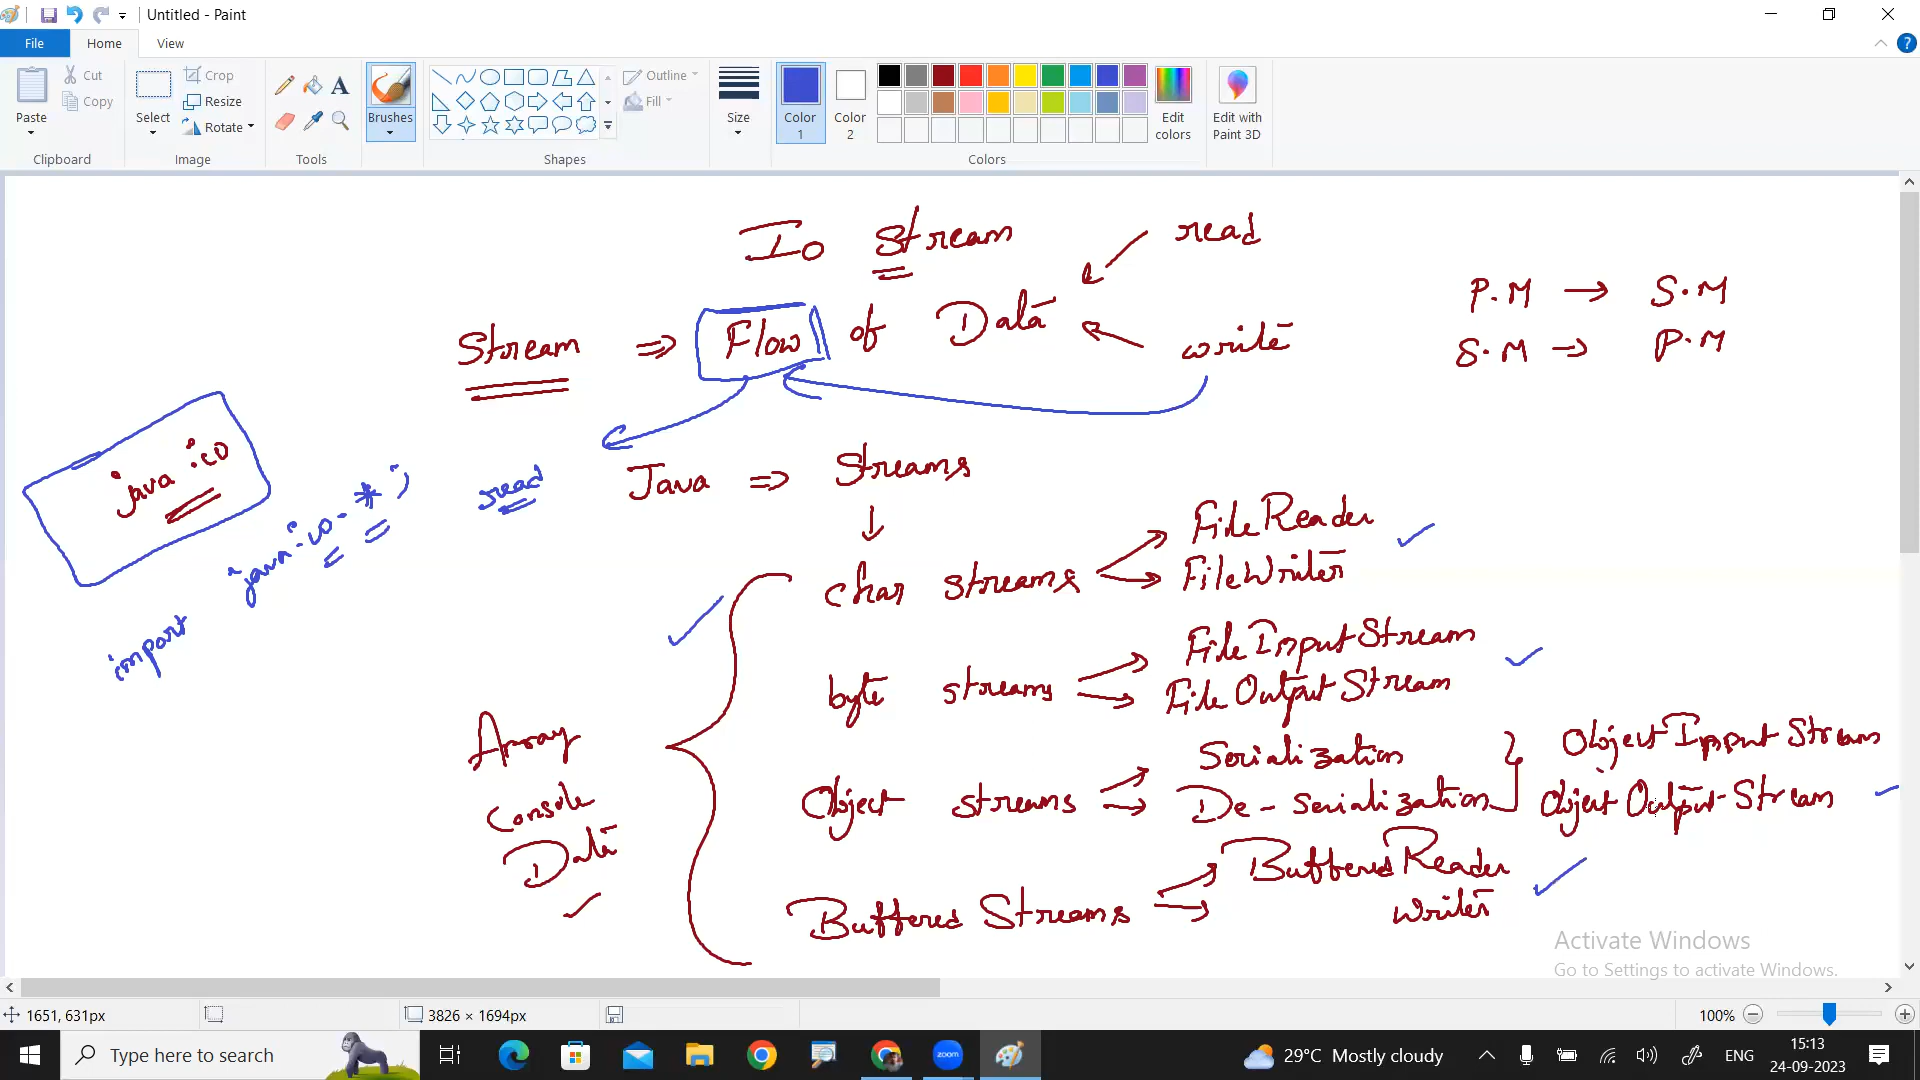 Untitled - Paint
File Home View
Cut
Copy
Paste
Clipboard
Select
Crop
Resize
Rotate
Image
Tools
Brushes
Outline
Fill
Shapes
Size
Color 1
Color 2
Edit colors
Colors
Edit with Paint 3D
Io Stream
read
Stream ⇒ Flow of Data
write
P.M → S.M
S.M → P.M
java.io
import java.io.*;
read
Java ⇒ Streams
char streams
FileReader
FileWriter
byte streams
FileInputStream
FileOutputStream
Object streams
Serialization
De-serialization
ObjectInputStream
ObjectOutputStream
Buffered Streams
BufferedReader
Writer
Array
Console
Data
Activate Windows
Go to Settings to activate Windows.
1651, 631px
3826 × 1694px
100%
Type here to search
zoom
29°C Mostly cloudy
ENG
15:13
24-09-2023